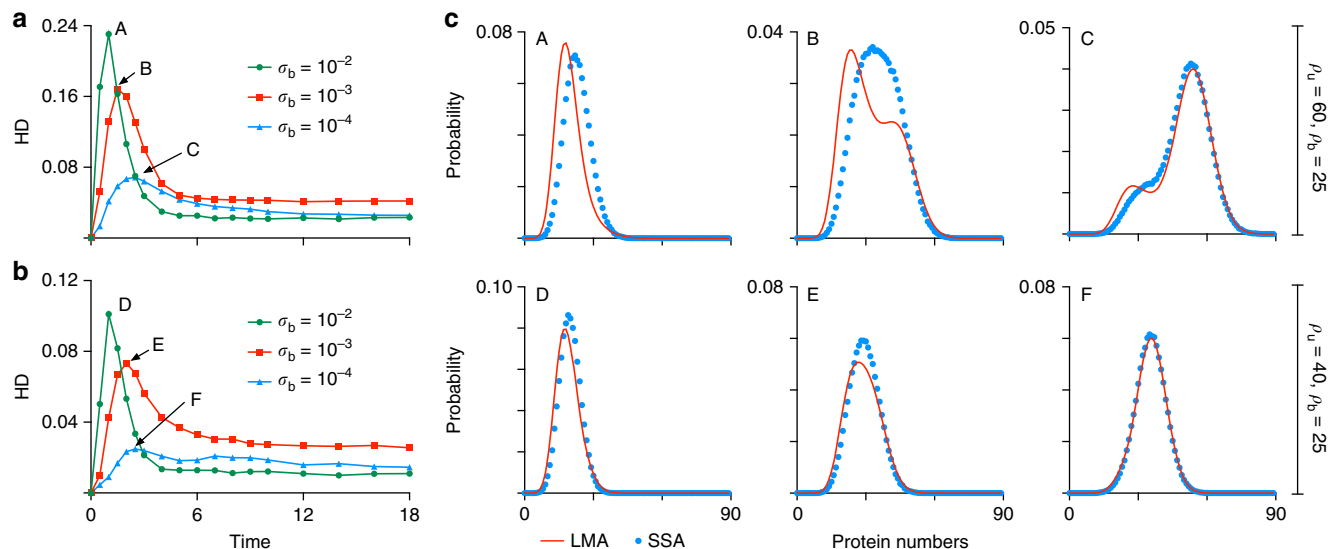 a
0.24
0.16
0.08
0
HD
A
B
C
σb = 10⁻²
σb = 10⁻³
σb = 10⁻⁴
b
0.12
0.08
0.04
0
HD
D
E
F
σb = 10⁻²
σb = 10⁻³
σb = 10⁻⁴
0 6 12 18
Time
c
Probability
0.08
A
0.04
B
0.05
C
90 90 90
ρu = 60, ρb = 25
Probability
0.10
D
0.08
E
0.08
F
0 90 0 90 0 90
ρu = 40, ρb = 25
LMA SSA Protein numbers